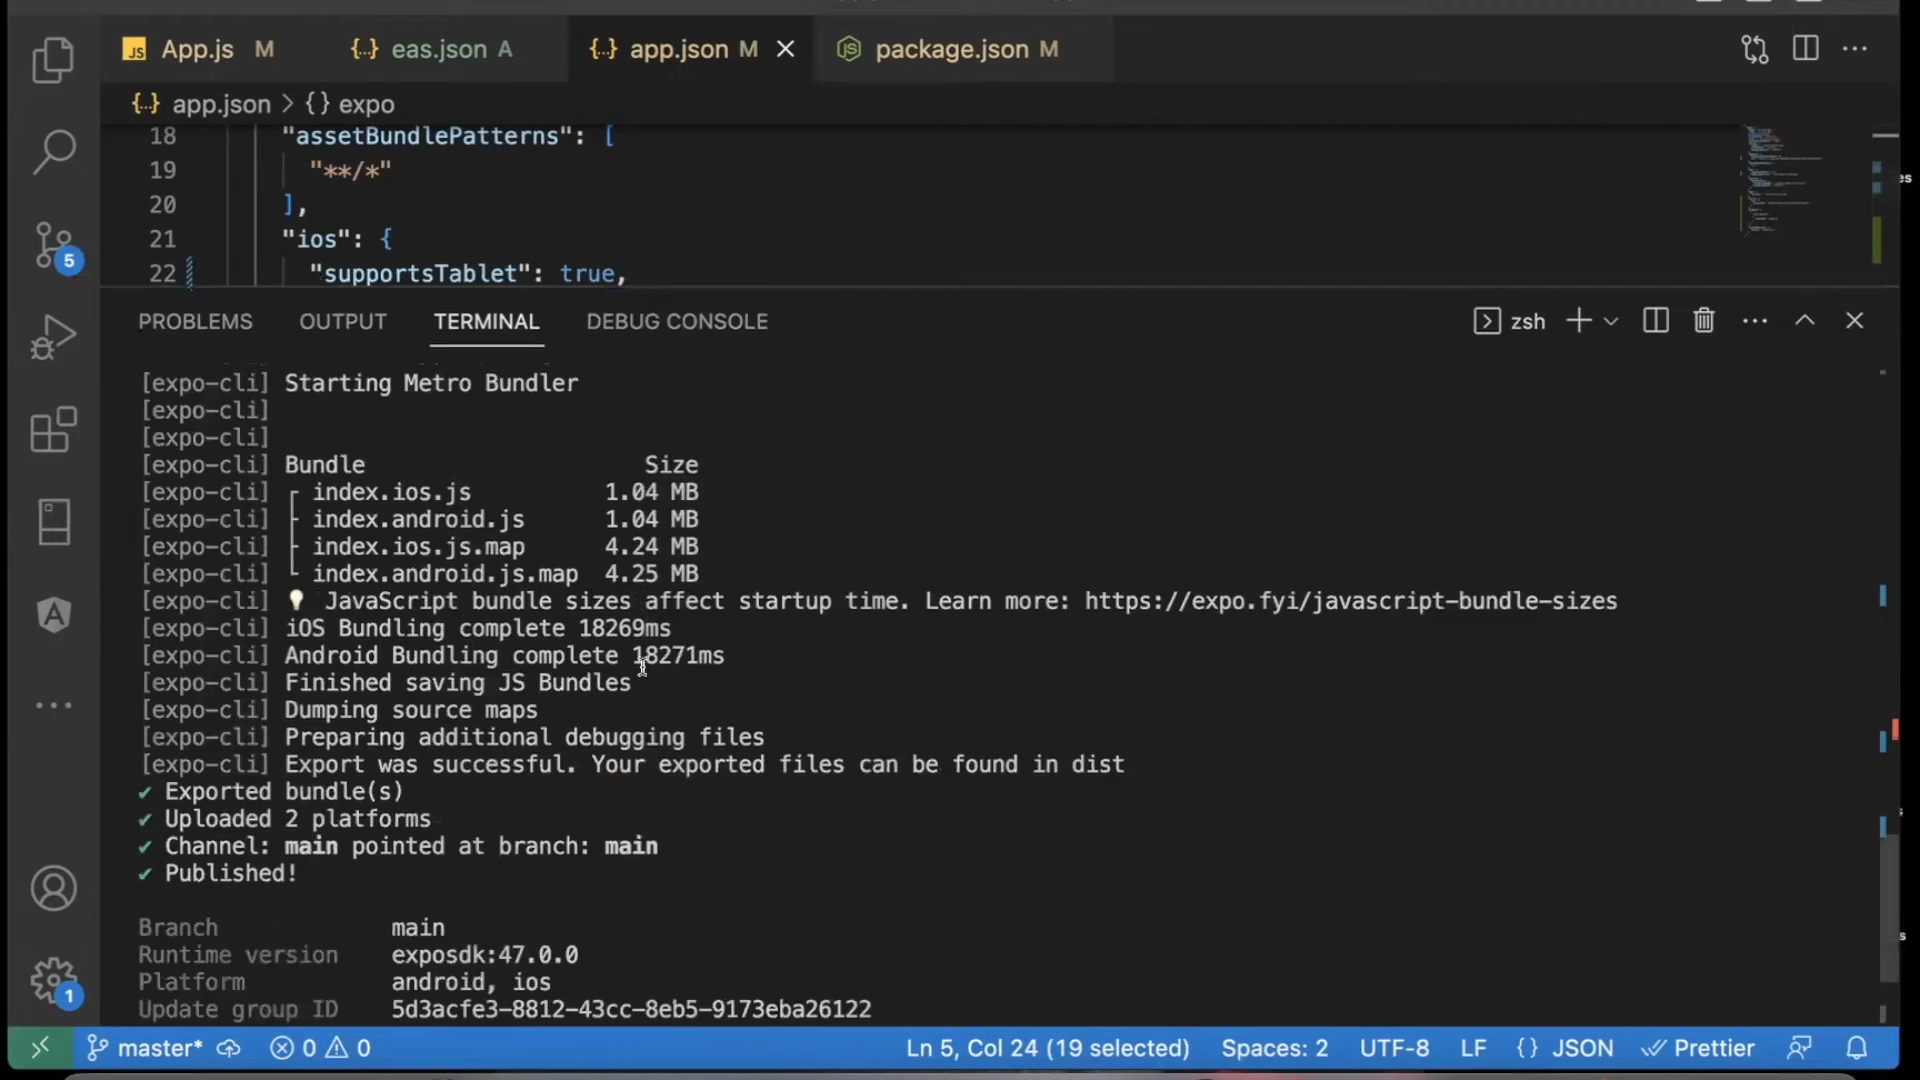 JS App.js M {..} eas.json A {..} app.json M package.json M
{..} app.json > {} expo
18 "assetBundlePatterns": [
19 "**/*"
20 ],
21 "ios": {
22 "supportsTablet": true,
5
PROBLEMS OUTPUT TERMINAL DEBUG CONSOLE zsh
[expo-cli] Starting Metro Bundler
[expo-cli]
[expo-cli]
[expo-cli] Bundle Size
[expo-cli] ┌ index.ios.js 1.04 MB
[expo-cli] ├ index.android.js 1.04 MB
[expo-cli] ├ index.ios.js.map 4.24 MB
[expo-cli] └ index.android.js.map 4.25 MB
[expo-cli] 💡 JavaScript bundle sizes affect startup time. Learn more: https://expo.fyi/javascript-bundle-sizes
[expo-cli] iOS Bundling complete 18269ms
[expo-cli] Android Bundling complete 18271ms
[expo-cli] Finished saving JS Bundles
[expo-cli] Dumping source maps
[expo-cli] Preparing additional debugging files
[expo-cli] Export was successful. Your exported files can be found in dist
✔ Exported bundle(s)
✔ Uploaded 2 platforms
✔ Channel: main pointed at branch: main
✔ Published!
Branch main
Runtime version exposdk:47.0.0
Platform android, ios
Update group ID 5d3acfe3-8812-43cc-8eb5-9173eba26122
1
master* 0 0 Ln 5, Col 24 (19 selected) Spaces: 2 UTF-8 LF {} JSON Prettier